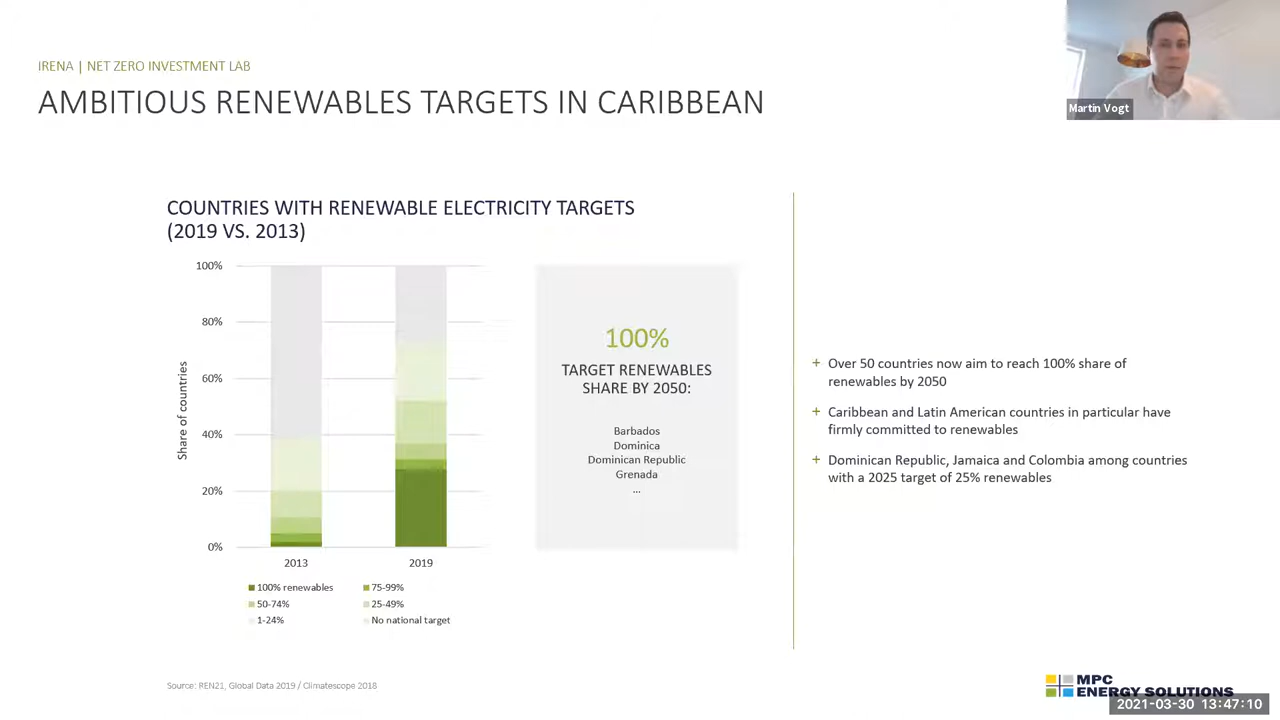 IRENA | NET ZERO INVESTMENT LAB
AMBITIOUS RENEWABLES TARGETS IN CARIBBEAN
Martin Vogt
COUNTRIES WITH RENEWABLE ELECTRICITY TARGETS
(2019 VS. 2013)
100%
80%
60%
40%
20%
0%
Share of countries
2013
2019
100% renewables
75-99%
50-74%
25-49%
1-24%
No national target
100%
TARGET RENEWABLES
SHARE BY 2050:
Barbados
Dominica
Dominican Republic
Grenada
...
+ Over 50 countries now aim to reach 100% share of
renewables by 2050
+ Caribbean and Latin American countries in particular have
firmly committed to renewables
+ Dominican Republic, Jamaica and Colombia among countries
with a 2025 target of 25% renewables
Source: REN21, Global Data 2019 / Climatescope 2018
MPC
ENERGY SOLUTIONS
2021-03-30 13:47:10